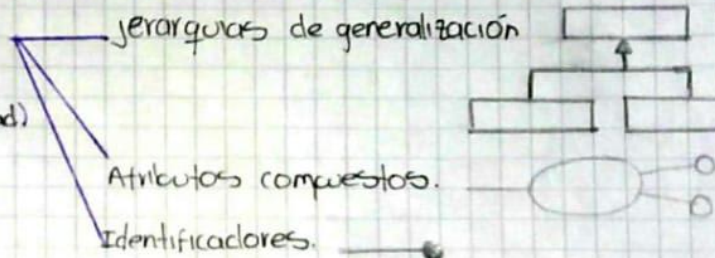 Jerarquías de generalización
d)
Atributos compuestos.
Identificadores.